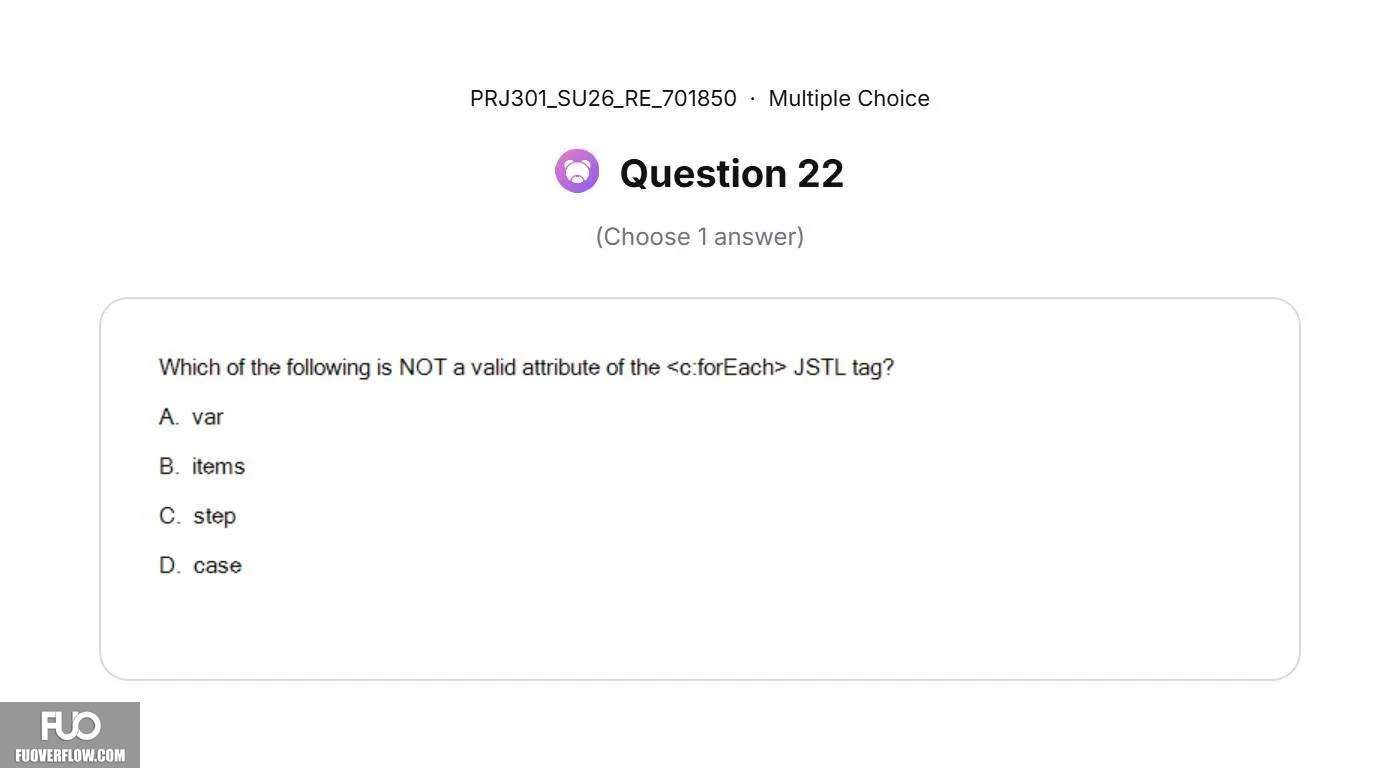 PRJ301_SU26_RE_701850 · Multiple Choice
Question 22
(Choose 1 answer)
Which of the following is NOT a valid attribute of the <c:forEach> JSTL tag?
A. var
B. items
C. step
D. case
FUO
FUOVERFLOW.COM